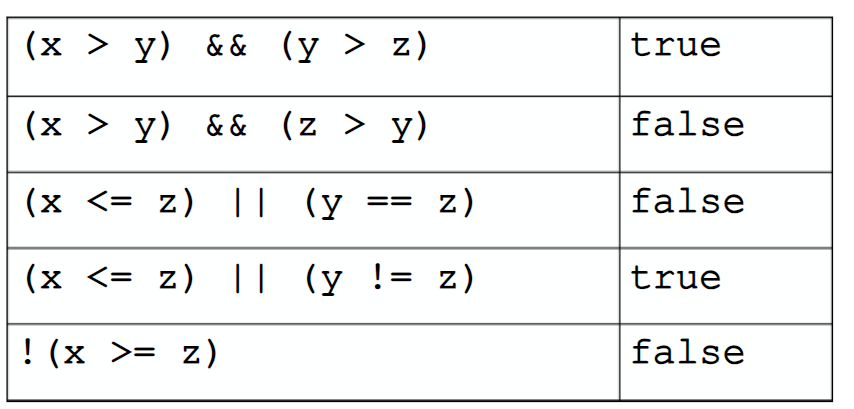 (x > y) && (y > z) true
(x > y) && (z > y) false
(x <= z) || (y == z) false
(x <= z) || (y != z) true
!(x >= z) false